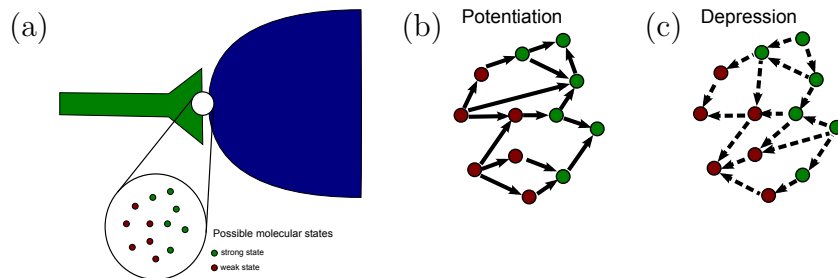 (a)
Possible molecular states
strong state
weak state
(b)
Potentiation
(c)
Depression